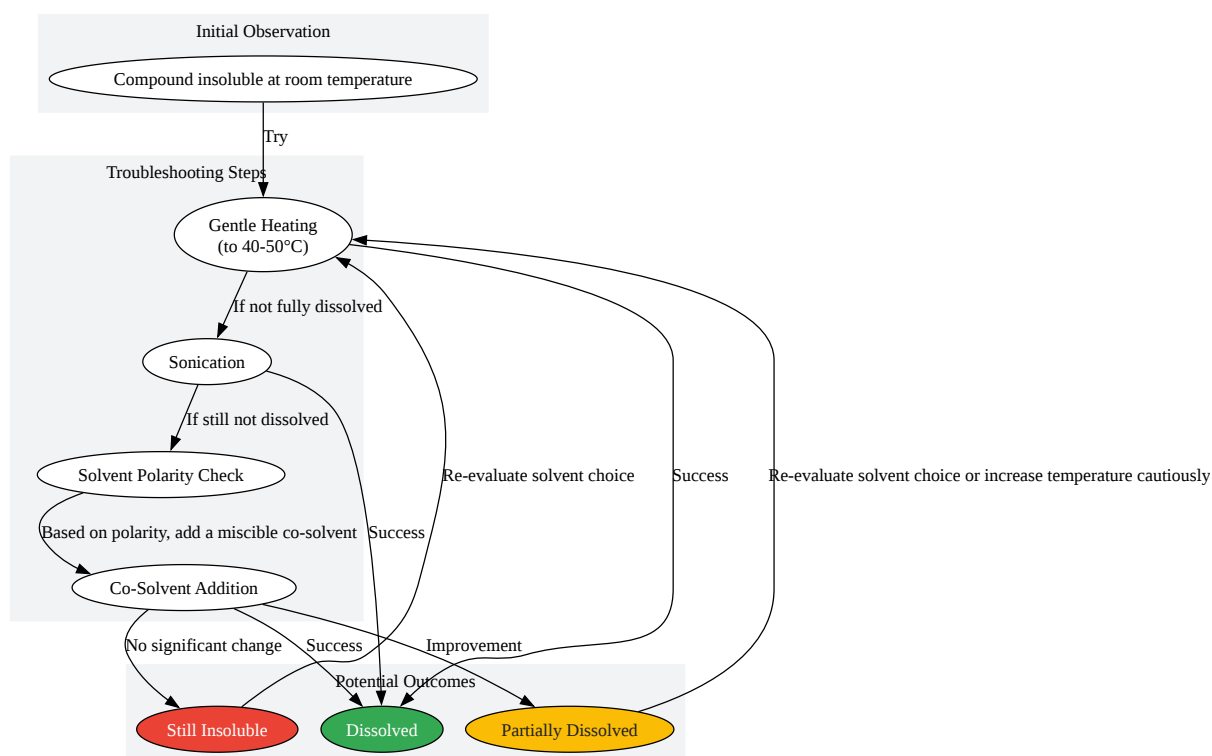 Initial Observation
Compound insoluble at room temperature
Try
Troubleshooting Steps
Gentle Heating
(to 40-50°C)
If not fully dissolved
Sonication
If still not dissolved
Solvent Polarity Check
Re-evaluate solvent choice
Success
Re-evaluate solvent choice or increase temperature cautiously
Based on polarity, add a miscible co-solvent
Success
Co-Solvent Addition
No significant change
Success
Improvement
Potential Outcomes
Still Insoluble
Dissolved
Partially Dissolved